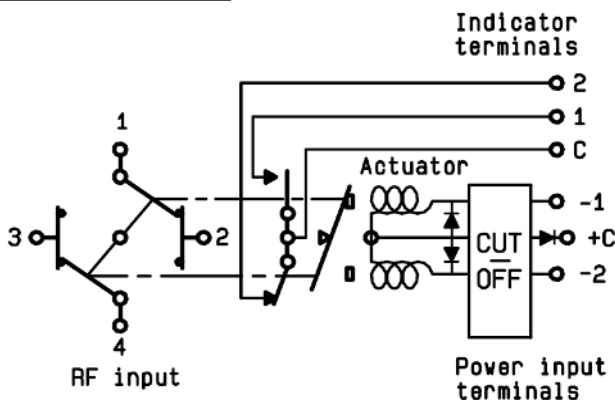 Indicator
terminals
2
1
C
1
Actuator
3
2
-1
CUT
+C
OFF
-2
4
RF input
Power input
terminals